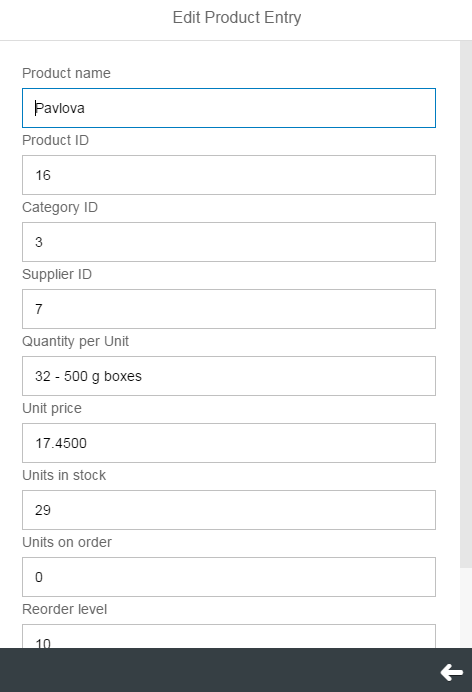 Edit Product Entry
Product name
Pavlova
Product ID
16
Category ID
3
Supplier ID
7
Quantity per Unit
32 - 500 g boxes
Unit price
17.4500
Units in stock
29
Units on order
0
Reorder level
10